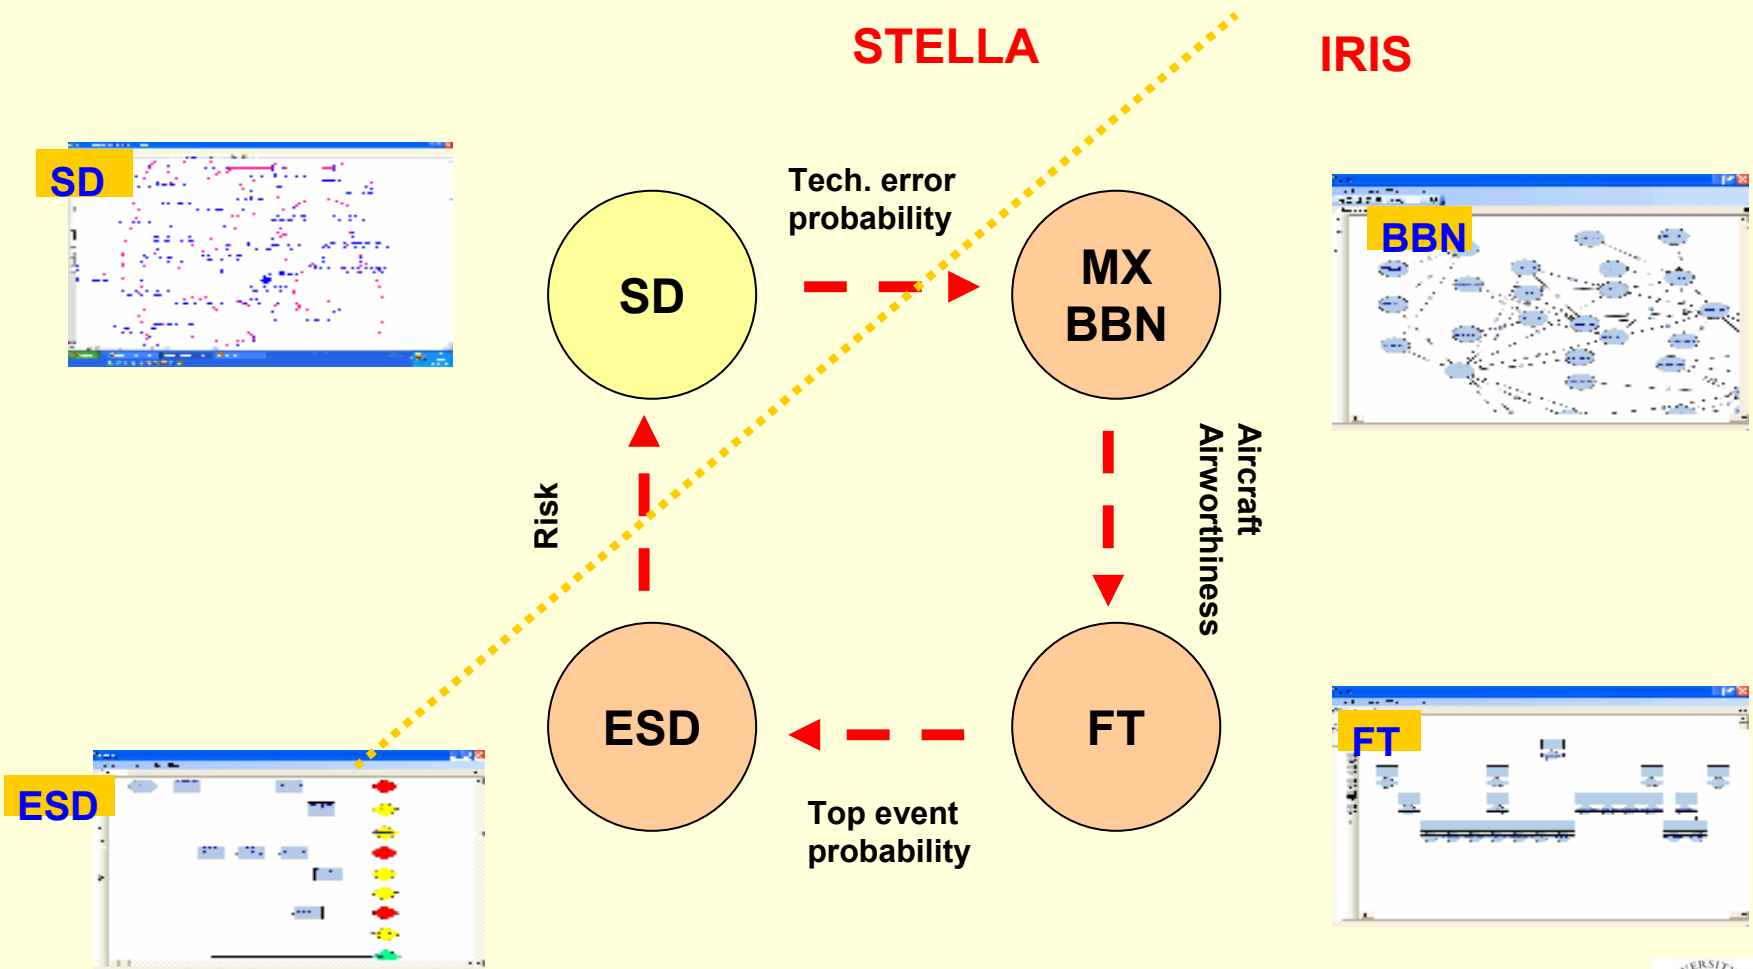 STELLA
IRIS
SD
Tech. error
probability
BBN
SD
MX
BBN
Risk
Aircraft
Airworthiness
ESD
FT
FT
ESD
Top event
probability